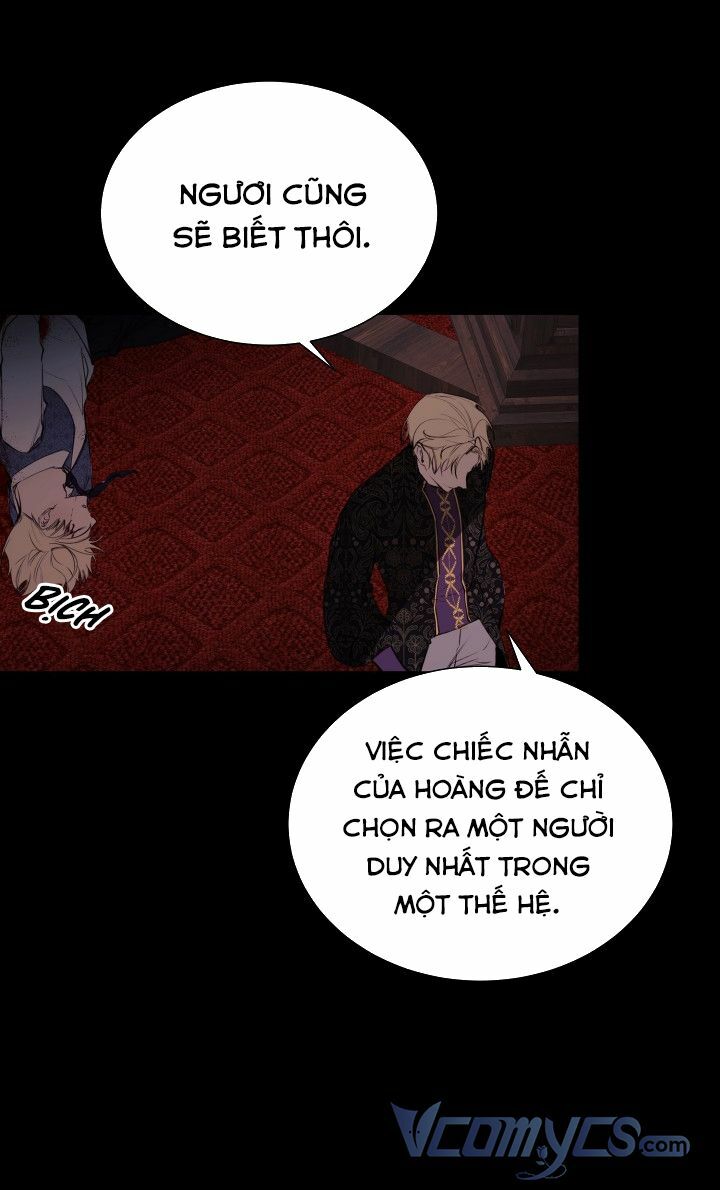 NGƯƠI CŨNG
SẼ BIẾT THÔI.
BỊCH
VIỆC CHIẾC NHẪN
CỦA HOÀNG ĐẾ CHỈ
CHỌN RA MỘT NGƯỜI
DUY NHẤT TRONG
MỘT THẾ HỆ.
VCOMYCS.com